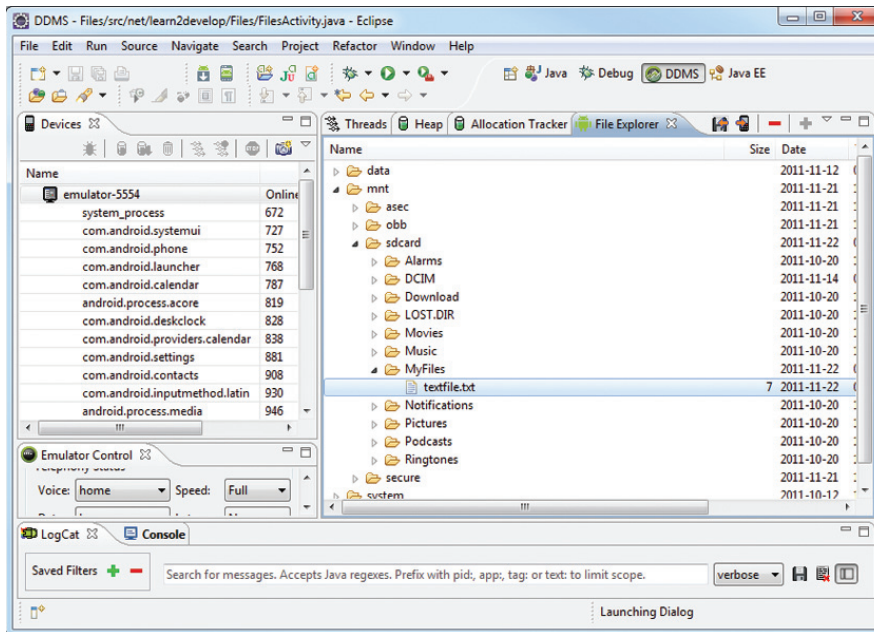 DDMS - Files/src/net/learn2develop/Files/FilesActivity.java - Eclipse
File Edit Run Source Navigate Search Project Refactor Window Help
Java Debug DDMS Java EE
Devices
Name
emulator-5554 Online
system_process 672
com.android.systemui 727
com.android.phone 752
com.android.launcher 768
com.android.calendar 787
android.process.acore 819
com.android.deskclock 828
com.android.providers.calendar 838
com.android.settings 881
com.android.contacts 908
com.android.inputmethod.latin 930
android.process.media 946
Emulator Control
Telephony Status
Voice: home Speed: Full
Threads Heap Allocation Tracker File Explorer
Name Size Date
data 2011-11-12
mnt 2011-11-21
asec 2011-11-21
obb 2011-11-21
sdcard 2011-11-22
Alarms 2011-10-20
DCIM 2011-11-14
Download 2011-10-20
LOST.DIR 2011-10-20
Movies 2011-10-20
Music 2011-10-20
MyFiles 2011-11-22
textfile.txt 7 2011-11-22
Notifications 2011-10-20
Pictures 2011-10-20
Podcasts 2011-10-20
Ringtones 2011-10-20
secure 2011-11-21
system 2011-10-12
LogCat Console
Saved Filters Search for messages. Accepts Java regexes. Prefix with pid:, app:, tag: or text: to limit scope. verbose
Launching Dialog